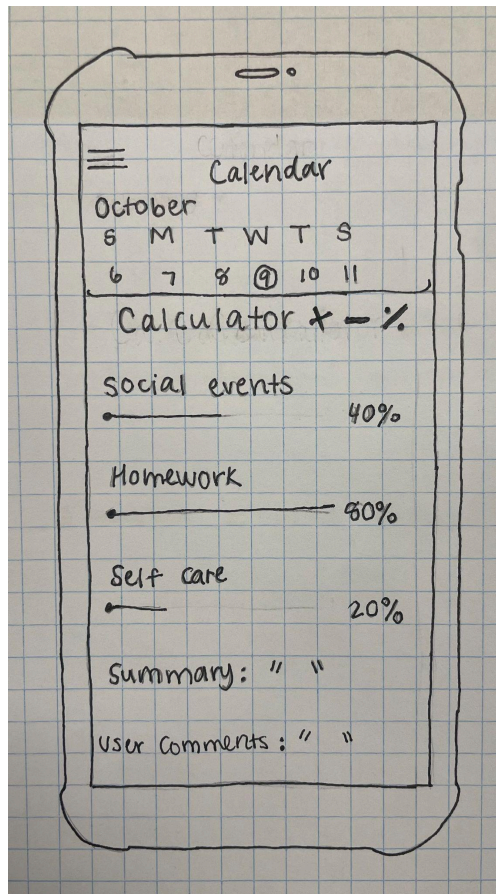 Calendar
October
S M T W T S
6 7 8 9 10 11
Calculator + - %
Social events
40%
Homework
80%
Self care
20%
Summary: " "
User comments: " "